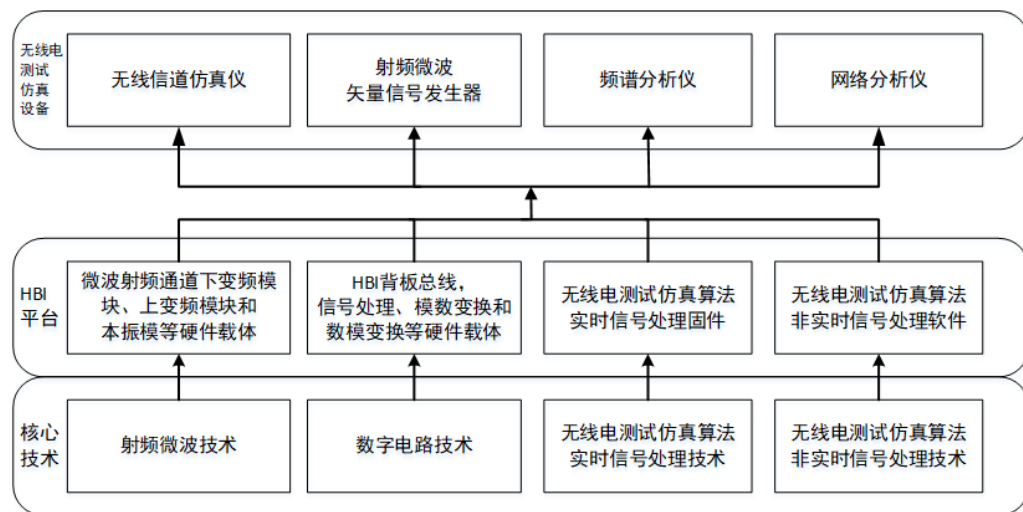 无线电
测试
仿真
设备
无线信道仿真仪
射频微波
矢量信号发生器
频谱分析仪
网络分析仪
HBI
平台
微波射频通道下变频模
块、上变频模块和
本振模等硬件载体
HBI背板总线，
信号处理、模数变换和
数模变换等硬件载体
无线电测试仿真算法
实时信号处理固件
无线电测试仿真算法
非实时信号处理软件
核心
技术
射频微波技术
数字电路技术
无线电测试仿真算法
实时信号处理技术
无线电测试仿真算法
非实时信号处理技术